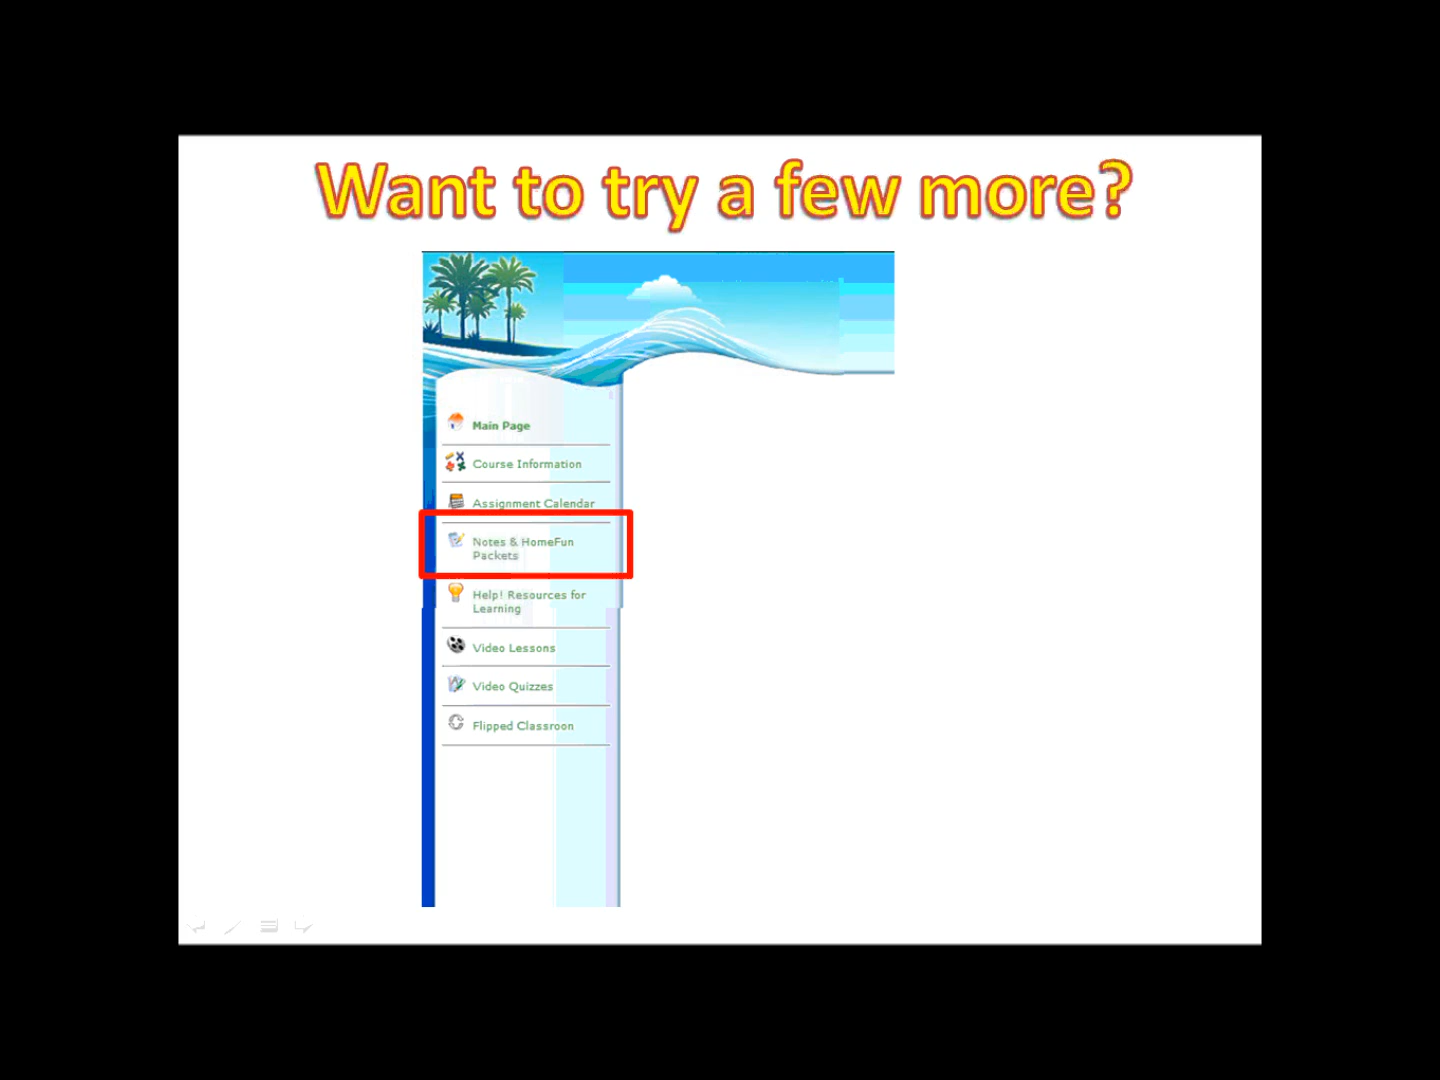 Want to try a few more?
Main Page
Course Information
Assignment Calendar
Notes & HomeFun
Packets
Help! Resources for
Learning
Video Lessons
Video Quizzes
Flipped Classroon